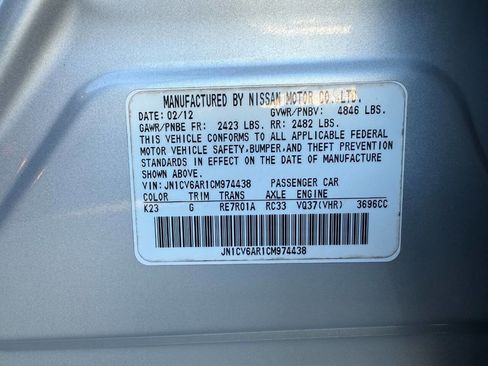 MANUFACTURED BY NISSAN MOTOR CO.,LTD.
DATE: 02/12 GVWR/PNBV: 4846 LBS.
GAWR/PNBE FR: 2423 LBS. RR: 2482 LBS.
THIS VEHICLE CONFORMS TO ALL APPLICABLE FEDERAL
MOTOR VEHICLE SAFETY,BUMPER,AND THEFT PREVENTION
STANDARDS IN EFFECT ON THE DATE OF MANUFACTURE
SHOWN ABOVE.
VIN: JN1CV6AR1CM974438 PASSENGER CAR
COLOR TRIM TRANS AXLE ENGINE
K23 G RE7R01A RC33 VQ37(VHR) 3696CC
JN1CV6AR1CM974438